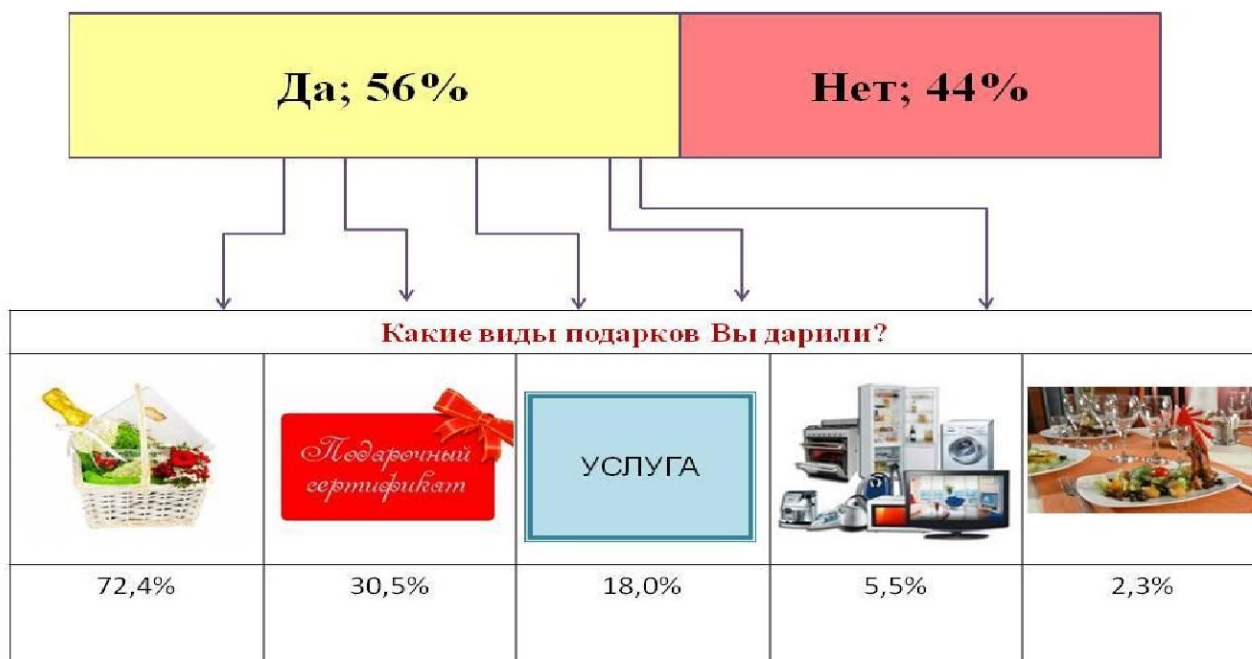 Да; 56%
Нет; 44%
Какие виды подарков Вы дарили?
Подарочный
сертификат
УСЛУГА
72,4%
30,5%
18,0%
5,5%
2,3%